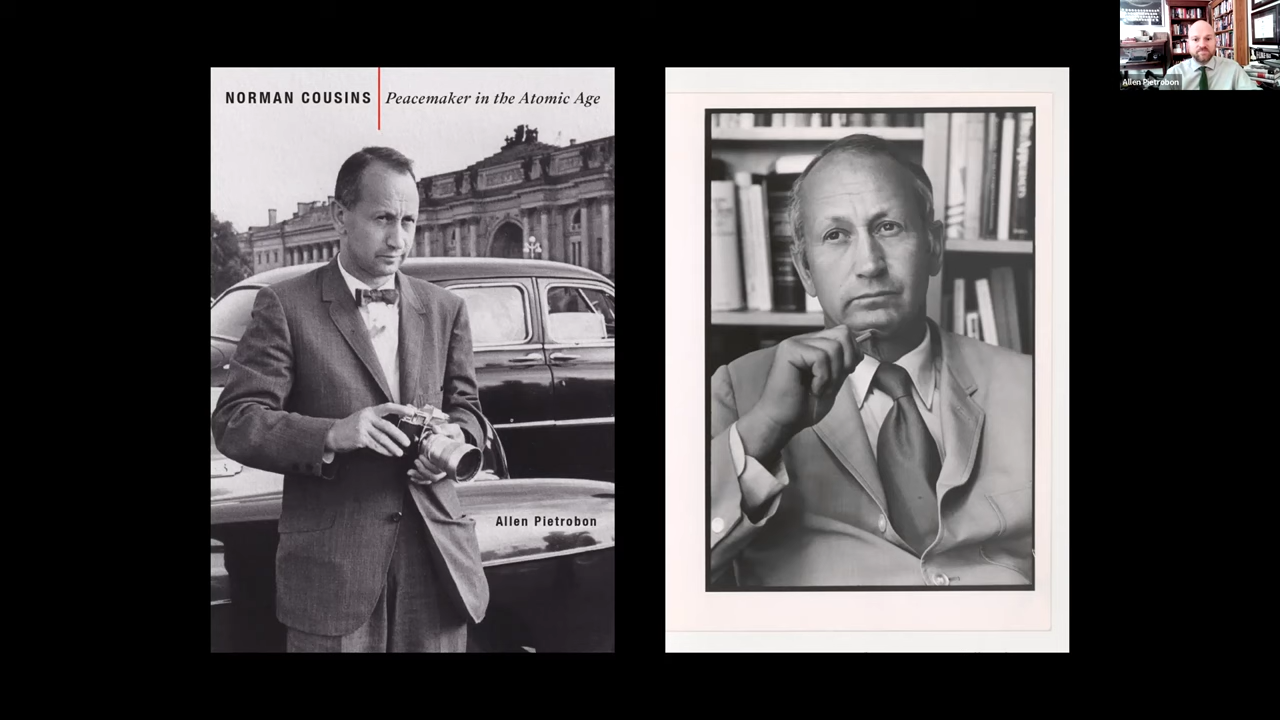 NORMAN COUSINS
Peacemaker in the Atomic Age
Allen Pietrobon
Allen Pietrobon